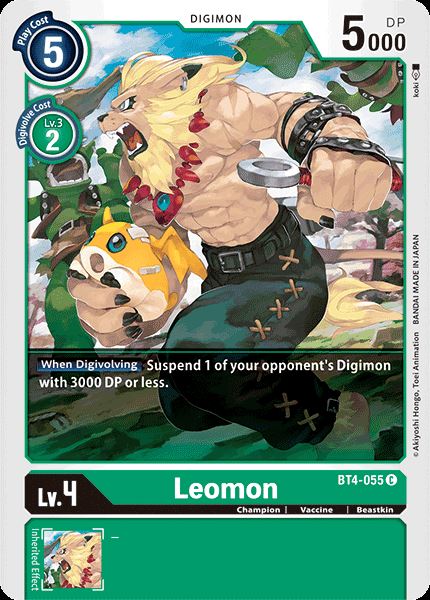 Play Cost
5
DIGIMON
DP
5000
Digivolve Cost
Lv.3
2
koki
When Digivolving Suspend 1 of your opponent's Digimon
with 3000 DP or less.
© Akiyoshi Hongo, Toei Animation BANDAI MADE IN JAPAN
Lv.4
Leomon
BT4-055 C
Champion | Vaccine | Beastkin
Inherited Effect
–